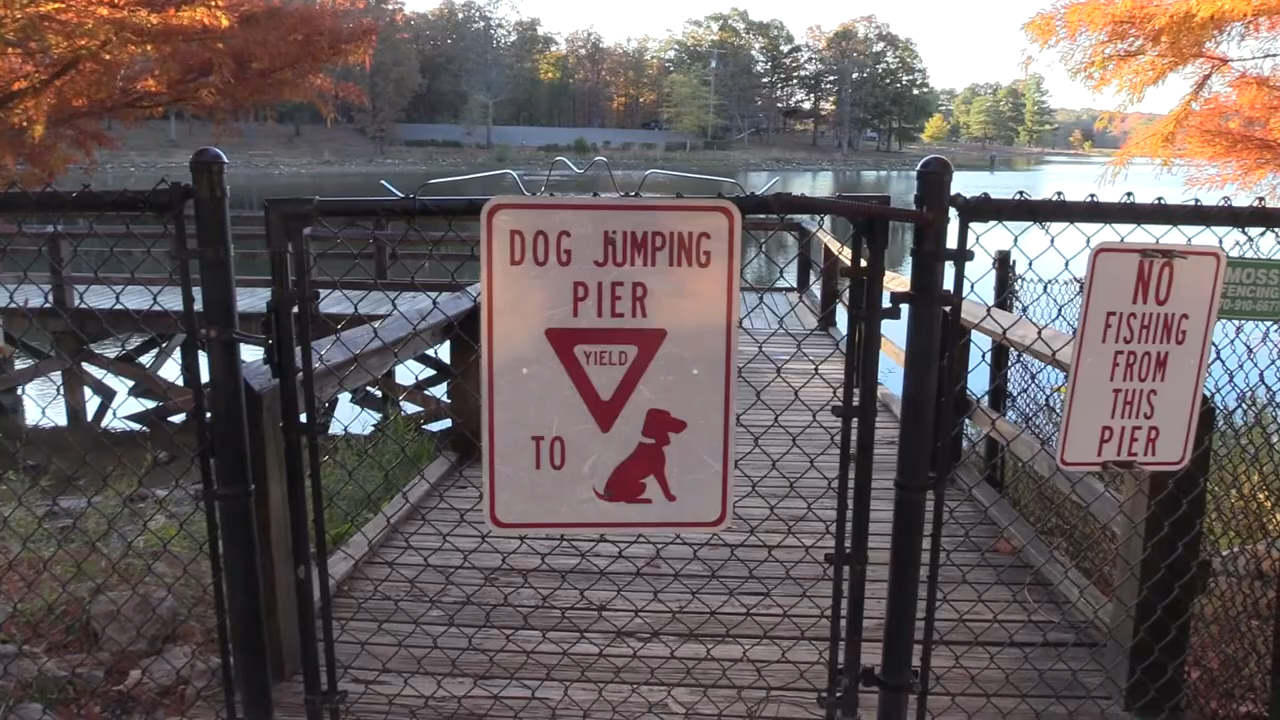 DOG JUMPING
PIER
YIELD
TO
NO
FISHING
FROM
THIS
PIER
MOSS
FENCING